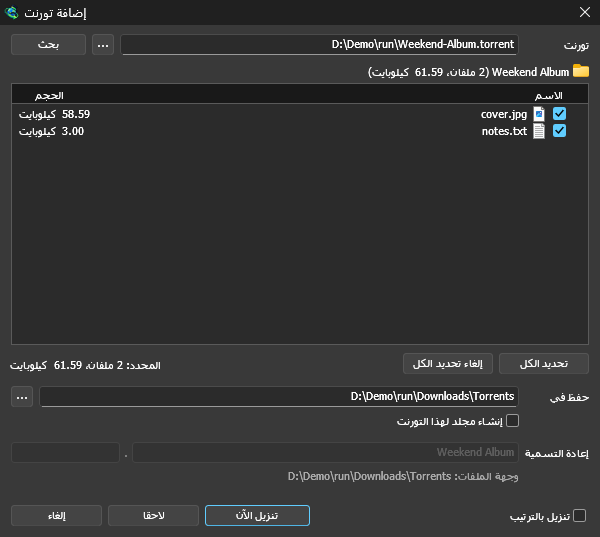 إضافة تورنت
تورنت D:\Demo\run\Weekend-Album.torrent ... بحث
Weekend Album (2 ملفات، 61.59 كيلوبايت)
الاسم الحجم
cover.jpg 58.59 كيلوبايت
notes.txt 3.00 كيلوبايت
تحديد الكل إلغاء تحديد الكل المحدد: 2 ملفات، 61.59 كيلوبايت
حفظ في D:\Demo\run\Downloads\Torrents ...
إنشاء مجلد لهذا التورنت
إعادة التسمية Weekend Album .
وجهة الملفات: D:\Demo\run\Downloads\Torrents
تنزيل بالترتيب تنزيل الآن لاحقا إلغاء